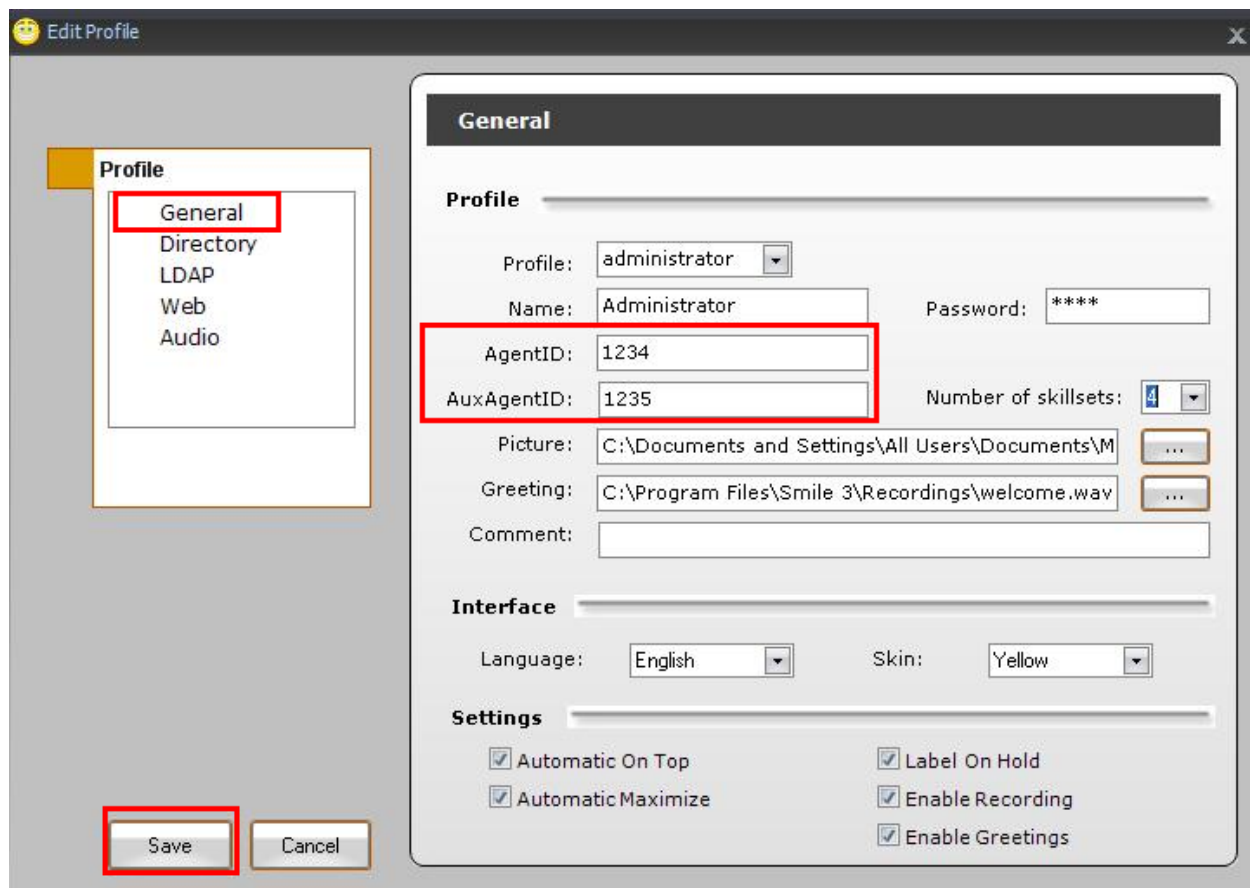 Edit Profile
x
Profile
General
Directory
LDAP
Web
Audio
Save
Cancel
General
Profile
Profile: administrator
Name: Administrator Password: ****
AgentID: 1234
AuxAgentID: 1235 Number of skillsets: 4
Picture: C:\Documents and Settings\All Users\Documents\M ...
Greeting: C:\Program Files\Smile 3\Recordings\welcome.wav ...
Comment:
Interface
Language: English Skin: Yellow
Settings
Automatic On Top Label On Hold
Automatic Maximize Enable Recording
Enable Greetings